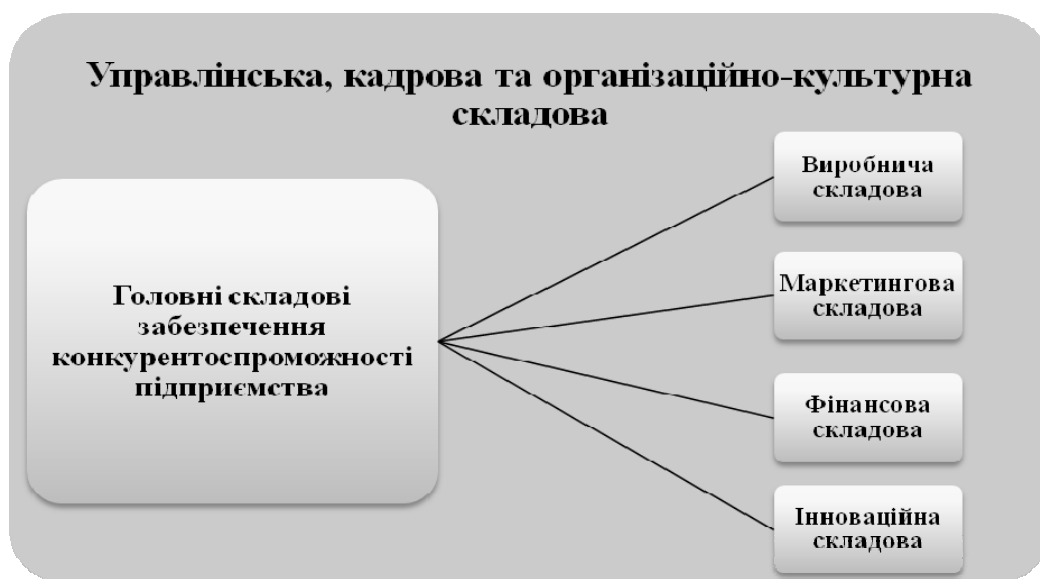 Управлінська, кадрова та організаційно-культурна
складова
Головні складові
забезпечення
конкурентоспроможності
підприємства
Виробнича
складова
Маркетингова
складова
Фінансова
складова
Інноваційна
складова